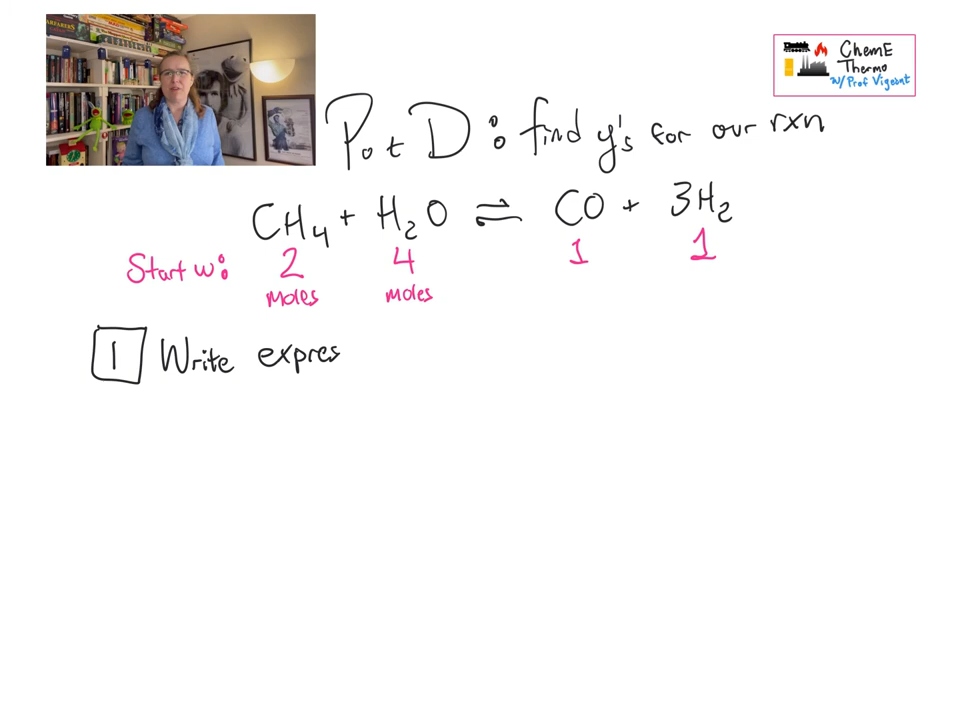 ChemE
Thermo
w/ Prof Vigeant
PotD: find y's for our rxn
CH₄ + H₂O ⇌ CO + 3H₂
Start w: 2 4 1 1
moles moles
1 Write expres